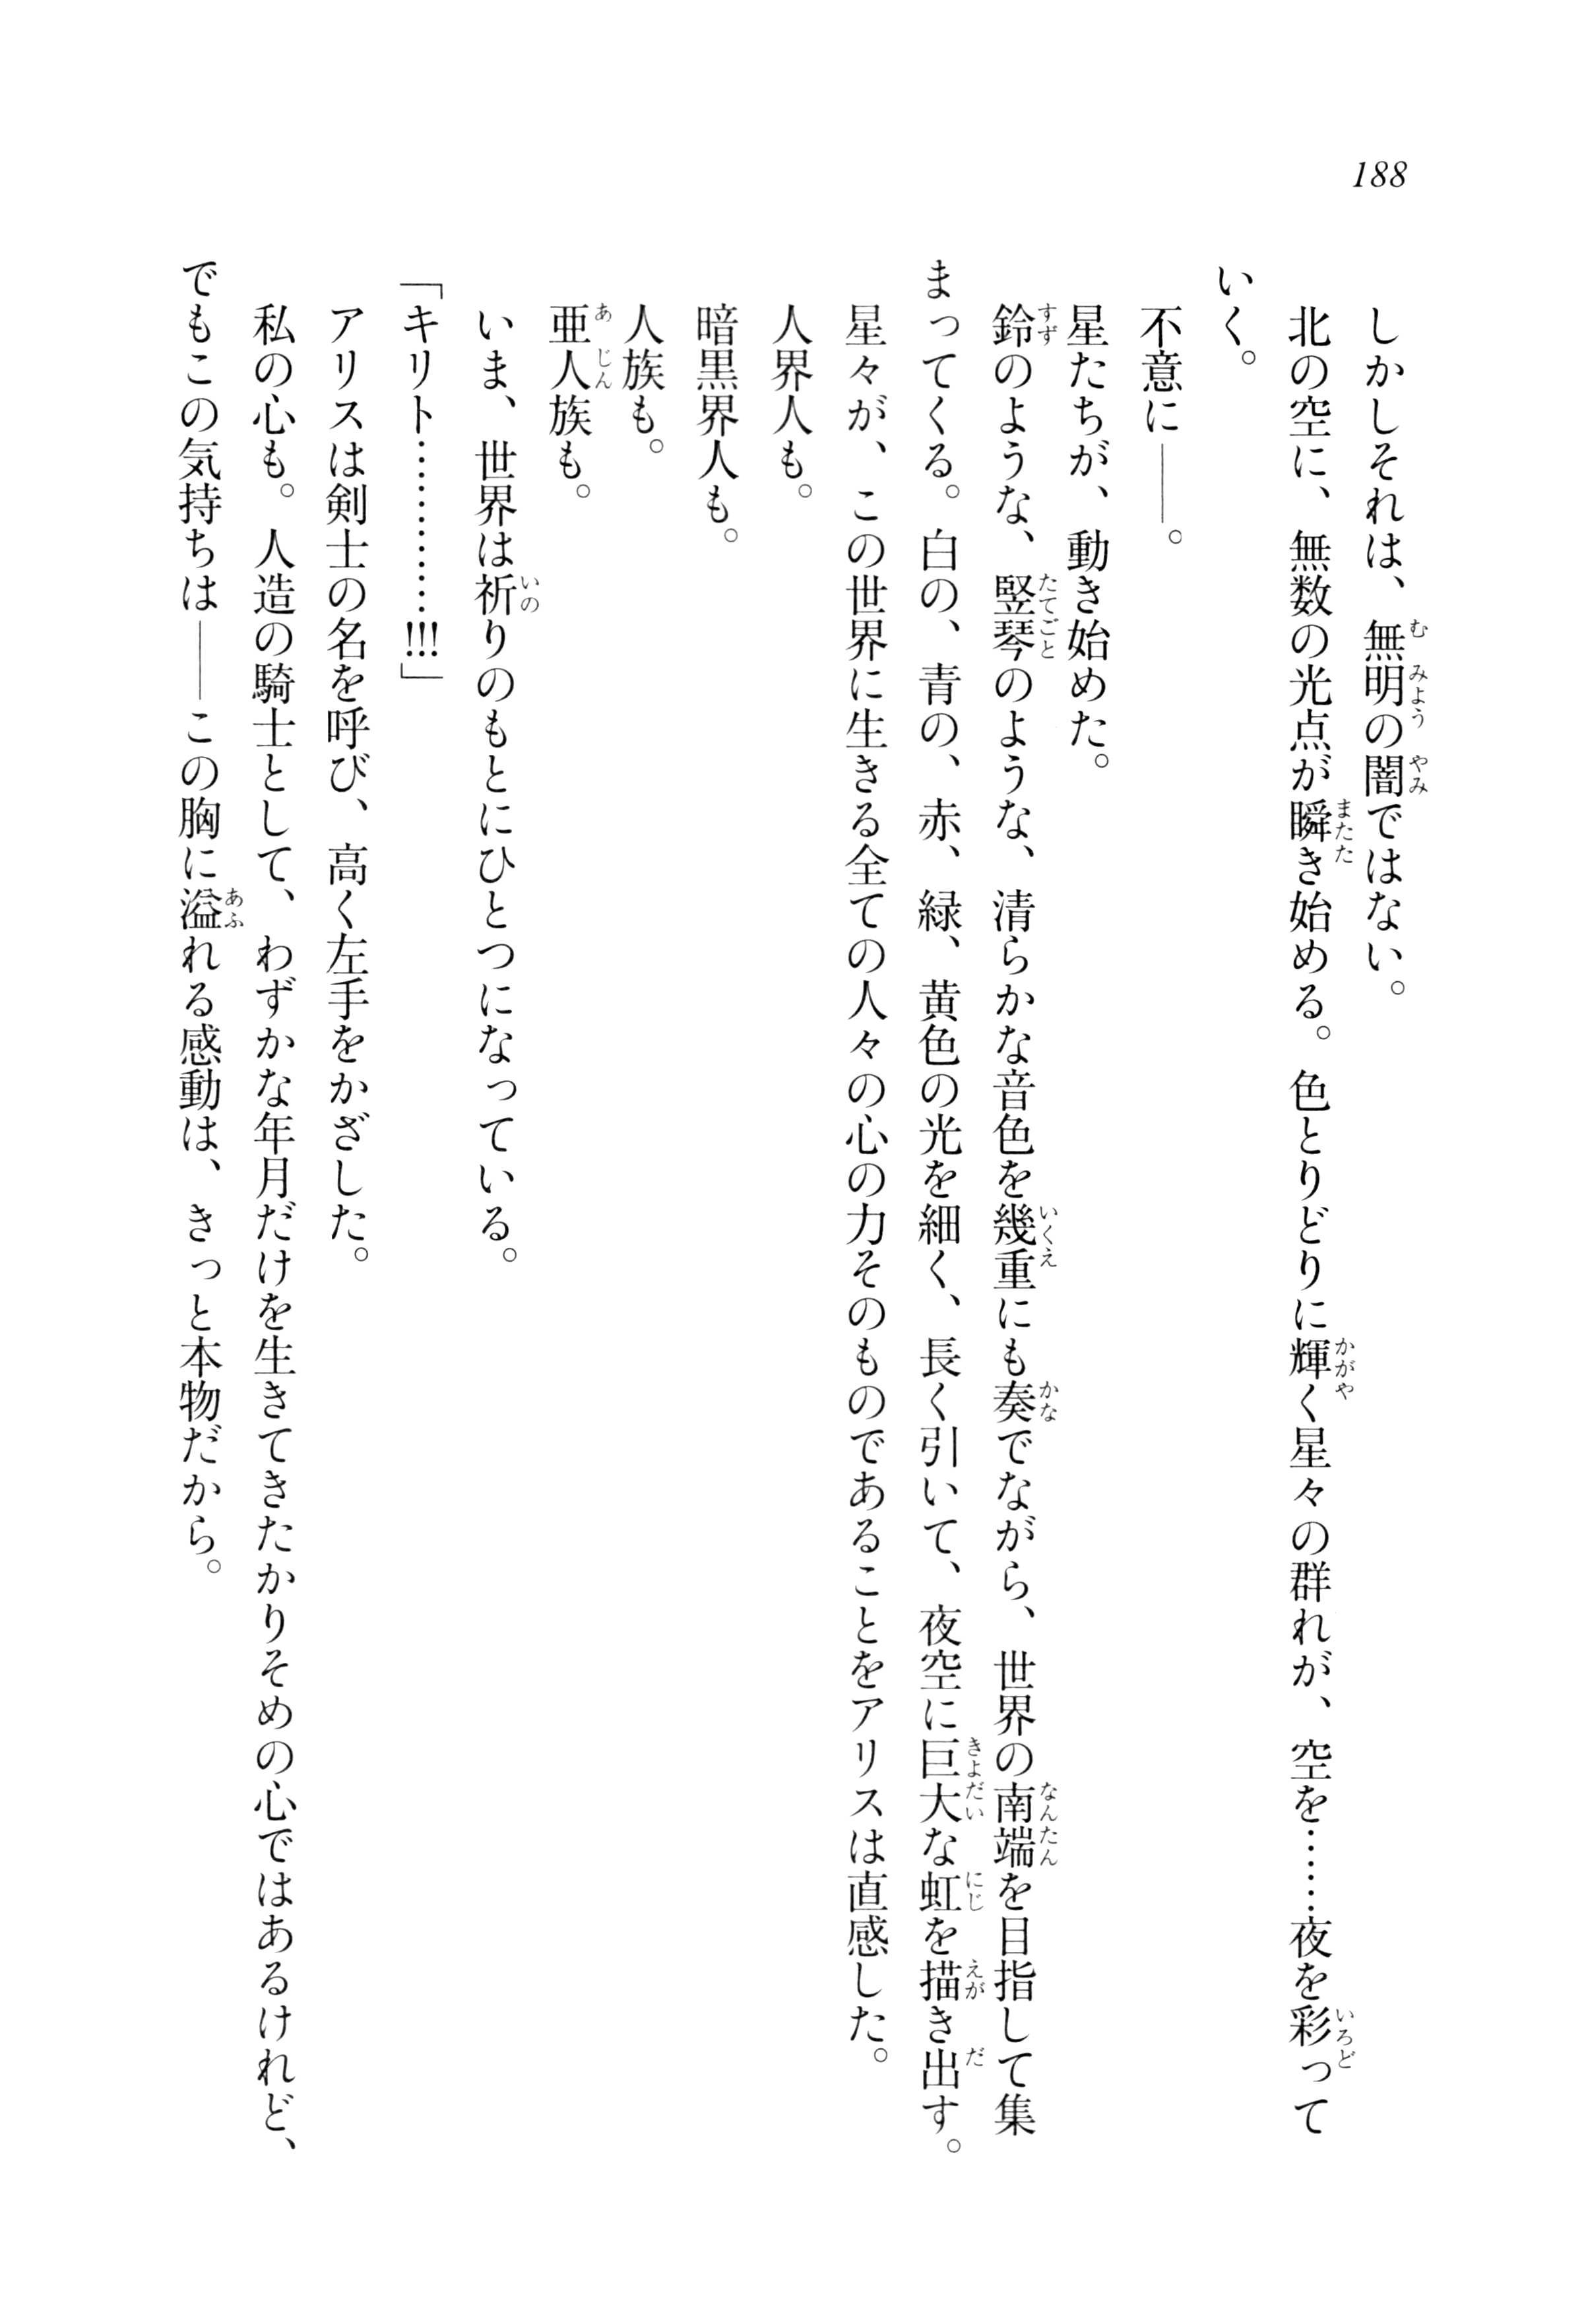 188
しかしそれは、無明の闇ではない。
北の空に、無数の光点が瞬き始める。色とりどりに輝く星々の群れが、空を……夜を彩って
いく。
不意に――。
星たちが、動き始めた。
鈴のような、竪琴のような、清らかな音色を幾重にも奏でながら、世界の南端を目指して集
まってくる。白の、青の、赤、緑、黄色の光を細く、長く引いて、夜空に巨大な虹を描き出す。
星々が、この世界に生きる全ての人々の心の力そのものであることをアリスは直感した。
人界人も。
暗黒界人も。
人族も。
亜人族も。
いま、世界は祈りのもとにひとつになっている。
「キリト…………!!!」
アリスは剣士の名を呼び、高く左手をかざした。
私の心も。人造の騎士として、わずかな年月だけを生きてきたかりそめの心ではあるけれど、
でもこの気持ちは――この胸に溢れる感動は、きっと本物だから。